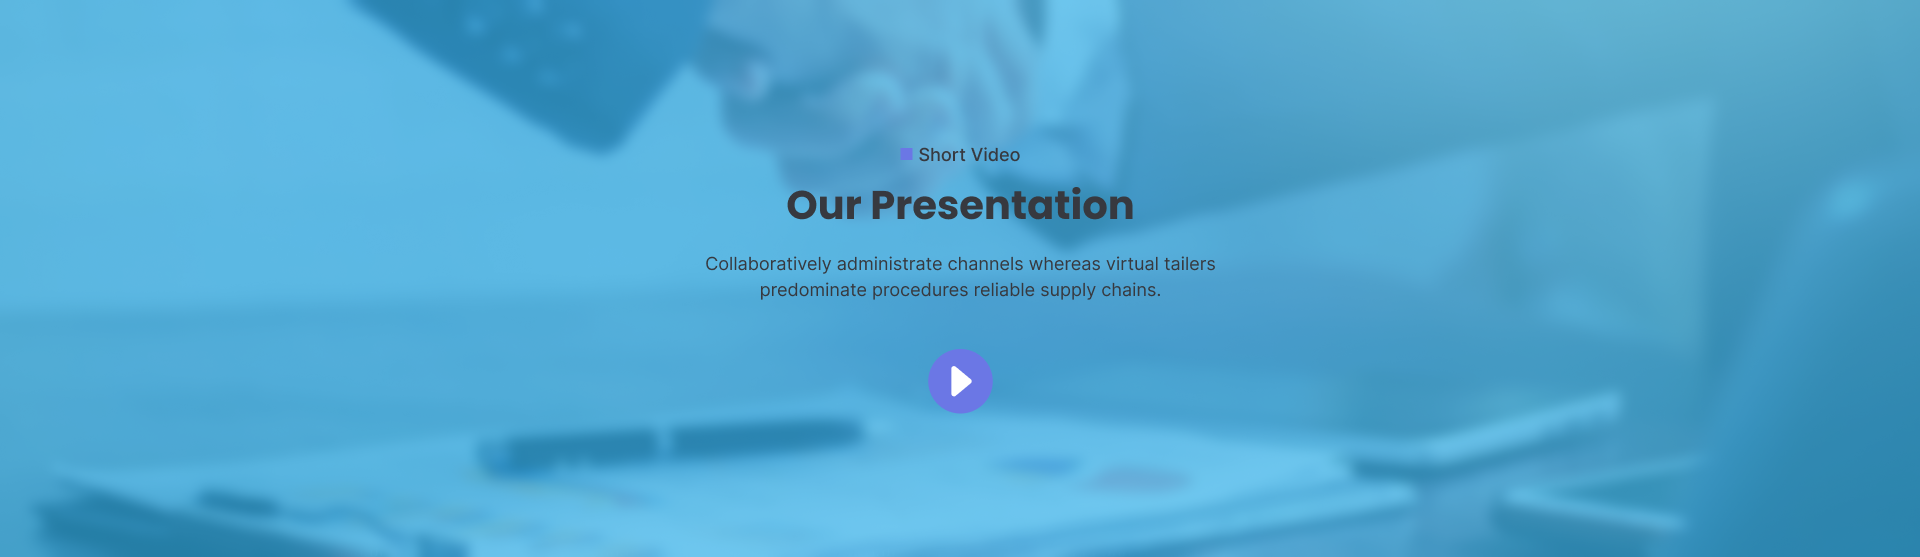 Short Video
Our Presentation
Collaboratively administrate channels whereas virtual tailers
predominate procedures reliable supply chains.